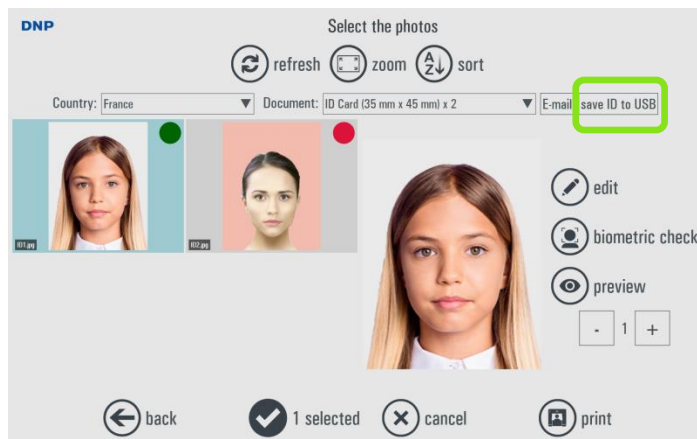 DNP
Select the photos
refresh zoom sort
Country: France Document: ID Card (35 mm x 45 mm) x 2 E-mail save ID to USB
edit
ID1.jpg ID2.jpg
biometric check
preview
- 1 +
back 1 selected cancel print